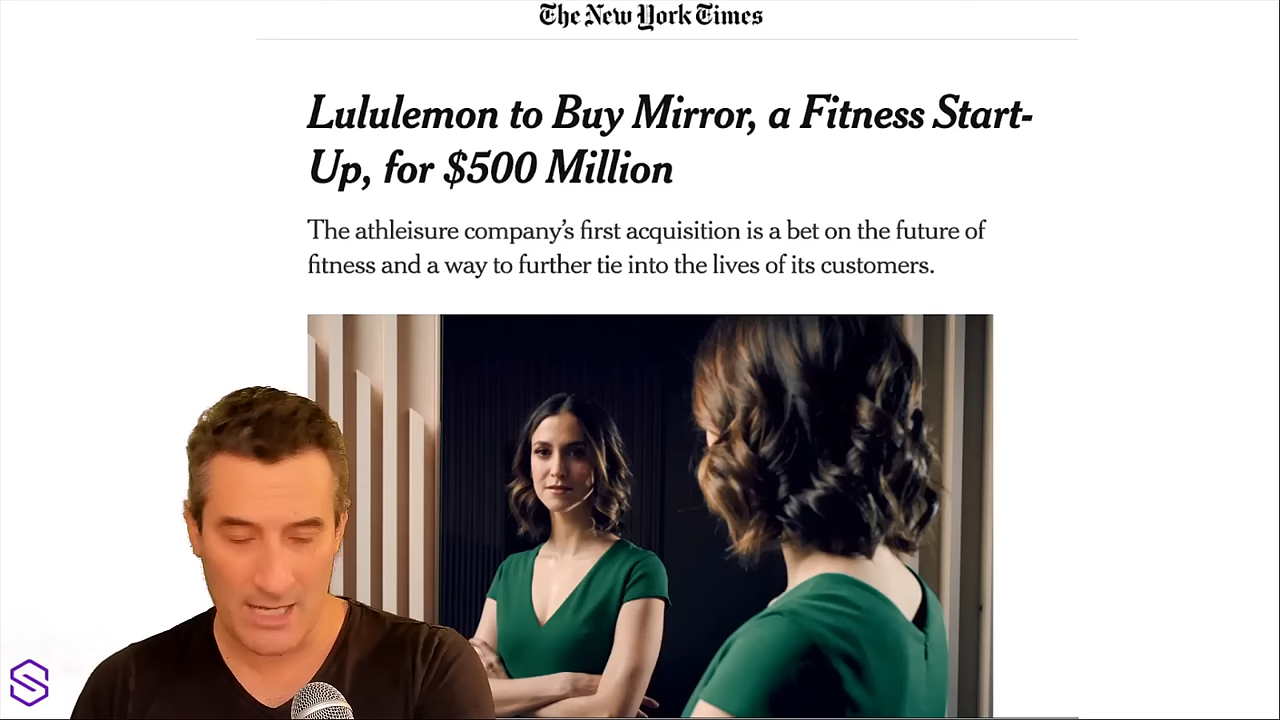 The New York Times
Lululemon to Buy Mirror, a Fitness Start-
Up, for $500 Million
The athleisure company’s first acquisition is a bet on the future of
fitness and a way to further tie into the lives of its customers.